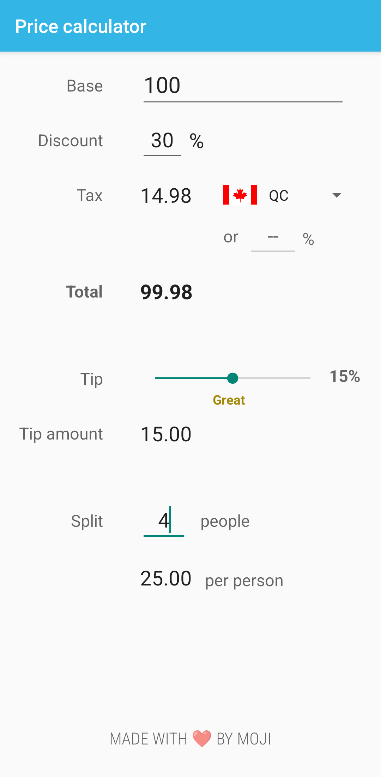 Price calculator
Base 100
Discount 30 %
Tax 14.98 QC
or -- %
Total 99.98
Tip 15%
Great
Tip amount 15.00
Split 4 people
25.00 per person
MADE WITH ❤️ BY MOJI